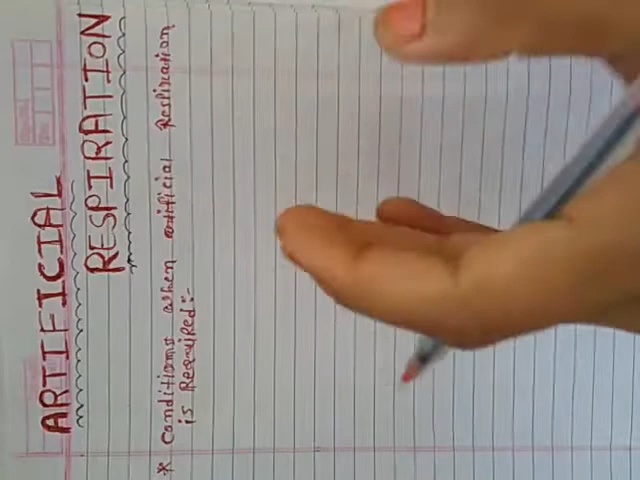 ARTIFICIAL
RESPIRATION
* Conditions when artificial Respiration
is Required:-